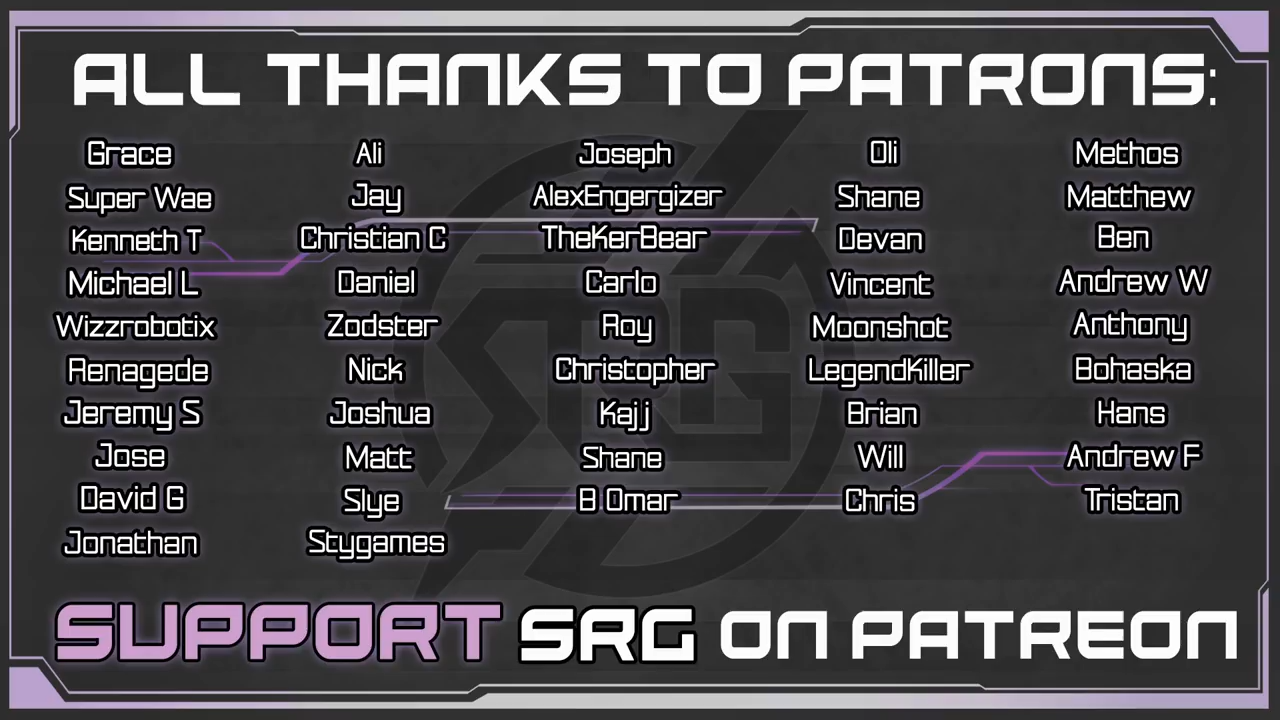 ALL THANKS TO PATRONS:
Grace
Super Wae
Kenneth T
Michael L
Wizzrobotix
Renagede
Jeremy S
Jose
David G
Jonathan
Ali
Jay
Christian C
Daniel
Zodster
Nick
Joshua
Matt
Slye
Stygames
Joseph
AlexEngergizer
TheKerBear
Carlo
Roy
Christopher
Kajj
Shane
B Omar
Oli
Shane
Devan
Vincent
Moonshot
LegendKiller
Brian
Will
Chris
Methos
Matthew
Ben
Andrew W
Anthony
Bohaska
Hans
Andrew F
Tristan
SRG
SUPPORT SRG ON PATREON